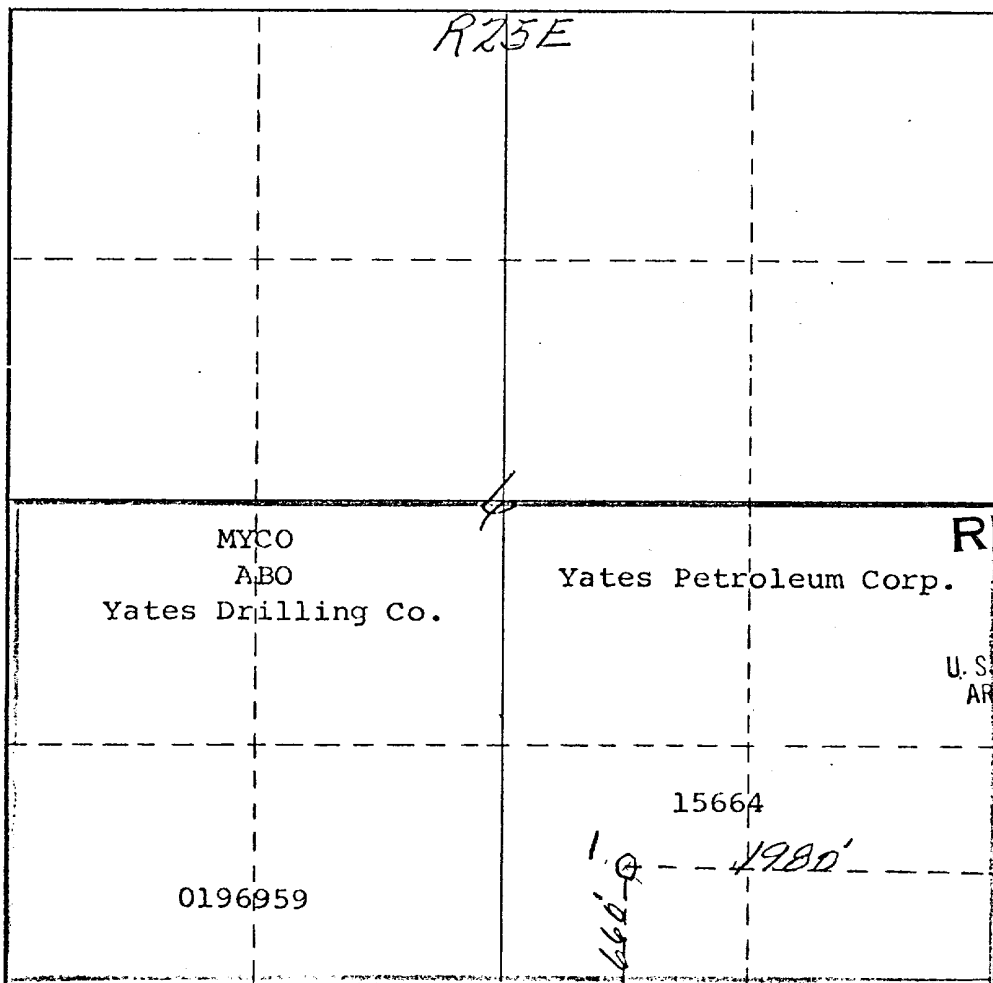 R25E
MYCO
ABO
Yates Drilling Co.
R
Yates Petroleum Corp.
U.S
AR
15664
1.
1980'
660'
0196959